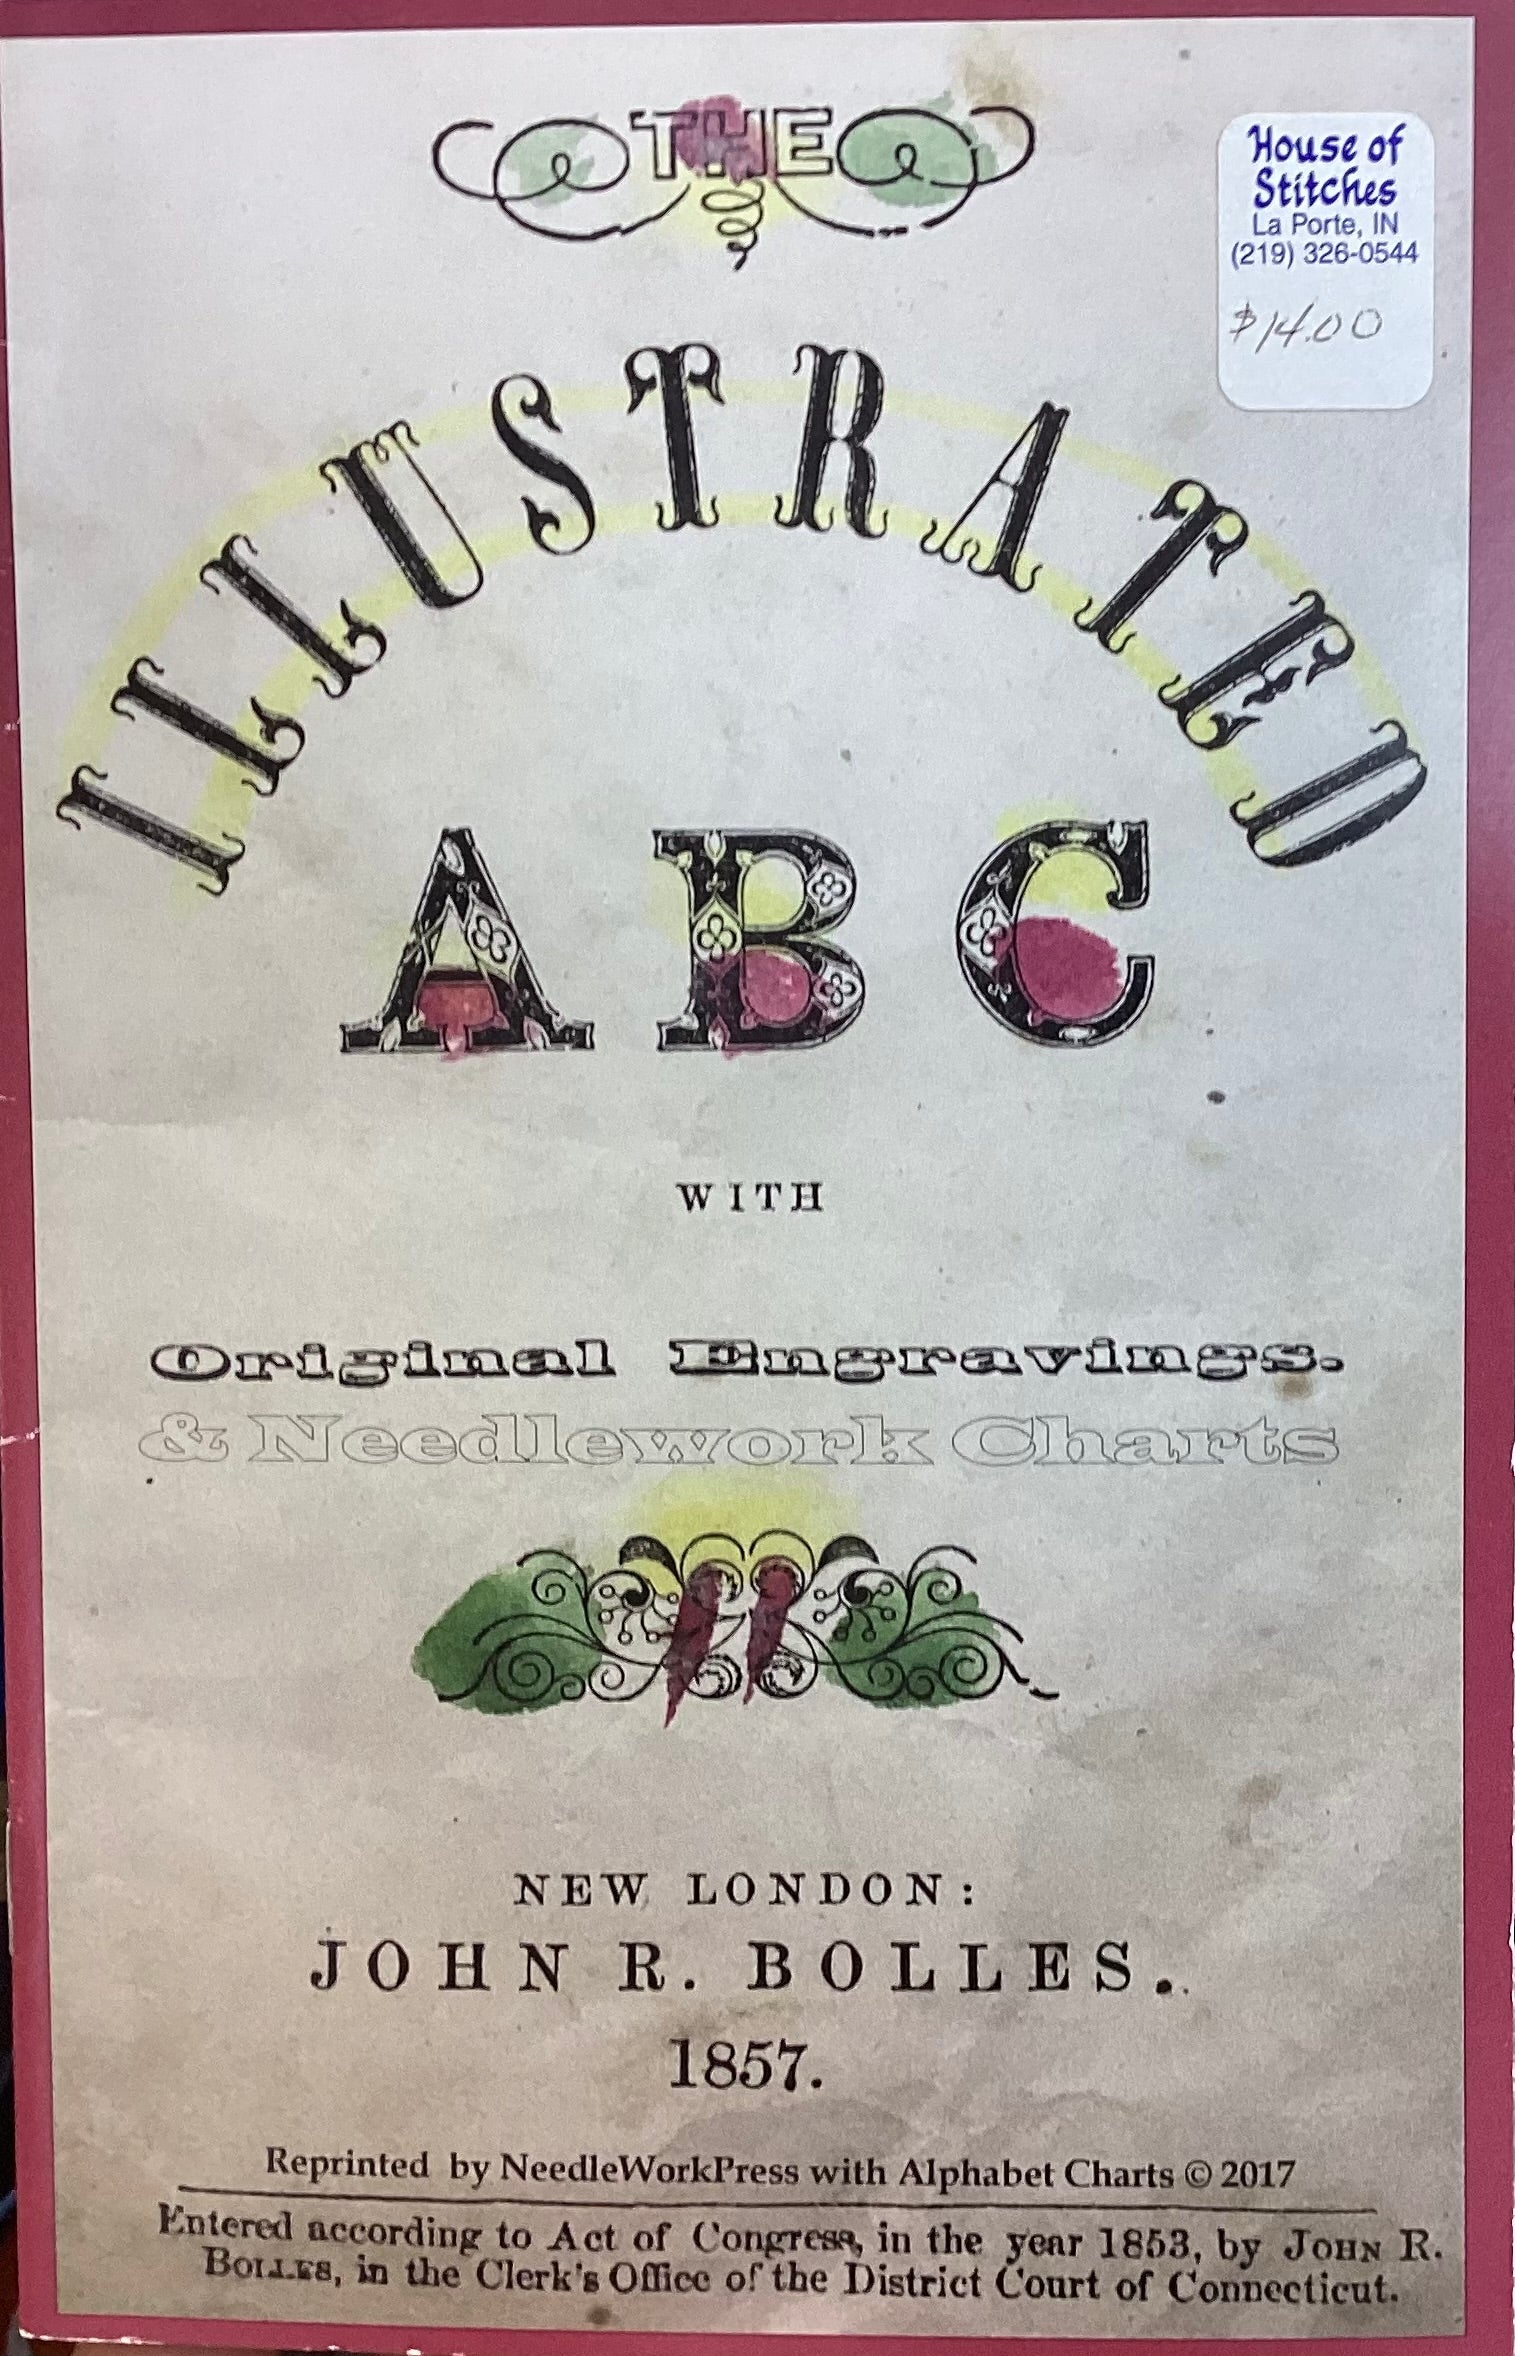 THE
House of
Stitches
La Porte, IN
(219) 326-0544
$14.00
ILLUSTRATED
A B C
WITH
Original Engravings.
& Needlework Charts
NEW LONDON:
JOHN R. BOLLES.
1857.
Reprinted by NeedleWorkPress with Alphabet Charts © 2017
Entered according to Act of Congress, in the year 1853, by JOHN R.
BOLLES, in the Clerk's Office of the District Court of Connecticut.